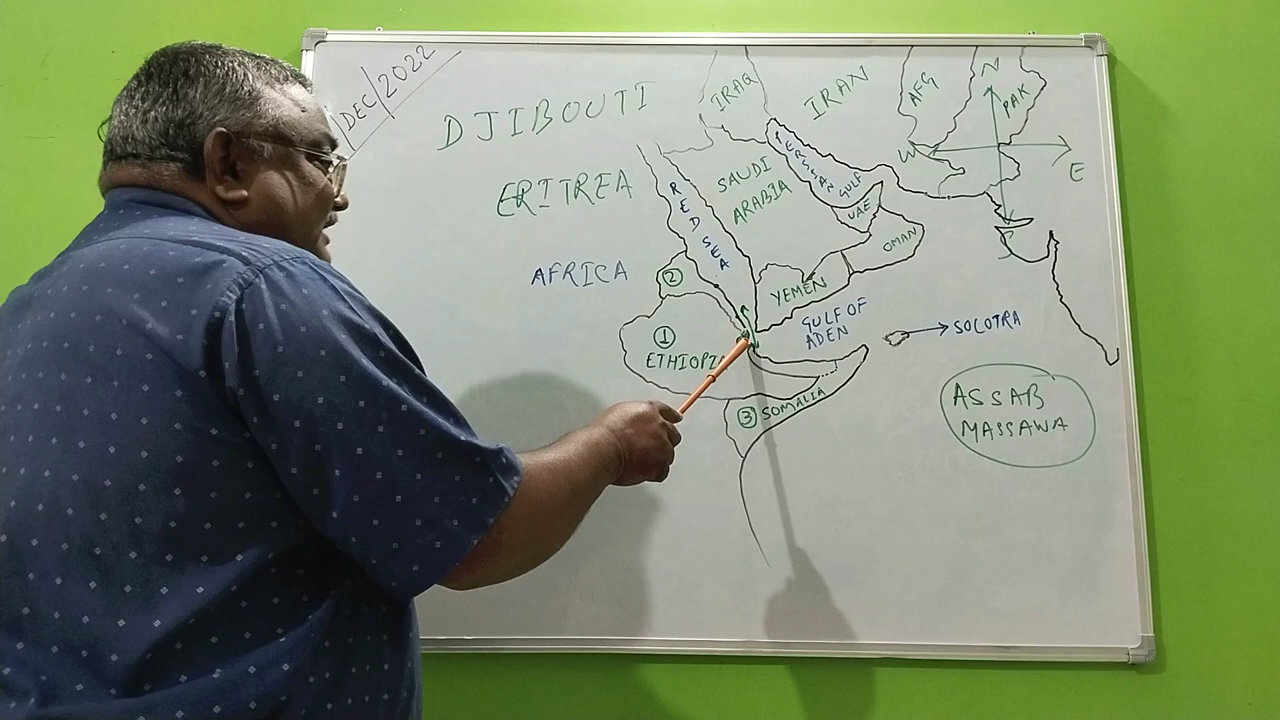 DEC/2022
DJIBOUTI
ERITREA
AFRICA
IRAQ
IRAN
AFG
N
PAK
W
E
SAUDI
ARABIA
PERSIAN GULF
UAE
OMAN
RED SEA
YEMEN
②
①
ETHIOPIA
GULF OF
ADEN
SOCOTRA
③ SOMALIA
ASSAB
MASSAWA